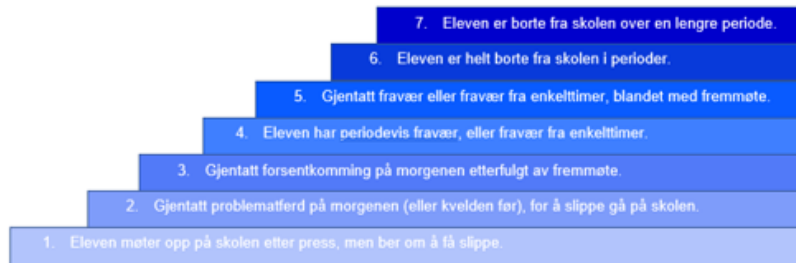 7. Eleven er borte fra skolen over en lengre periode.
6. Eleven er helt borte fra skolen i perioder.
5. Gjentatt fravær eller fravær fra enkelttimer, blandet med fremmøte.
4. Eleven har periodevis fravær, eller fravær fra enkelttimer.
3. Gjentatt forsentkomming på morgenen etterfulgt av fremmøte.
2. Gjentatt problematferd på morgenen (eller kvelden før), for å slippe gå på skolen.
1. Eleven møter opp på skolen etter press, men ber om å få slippe.